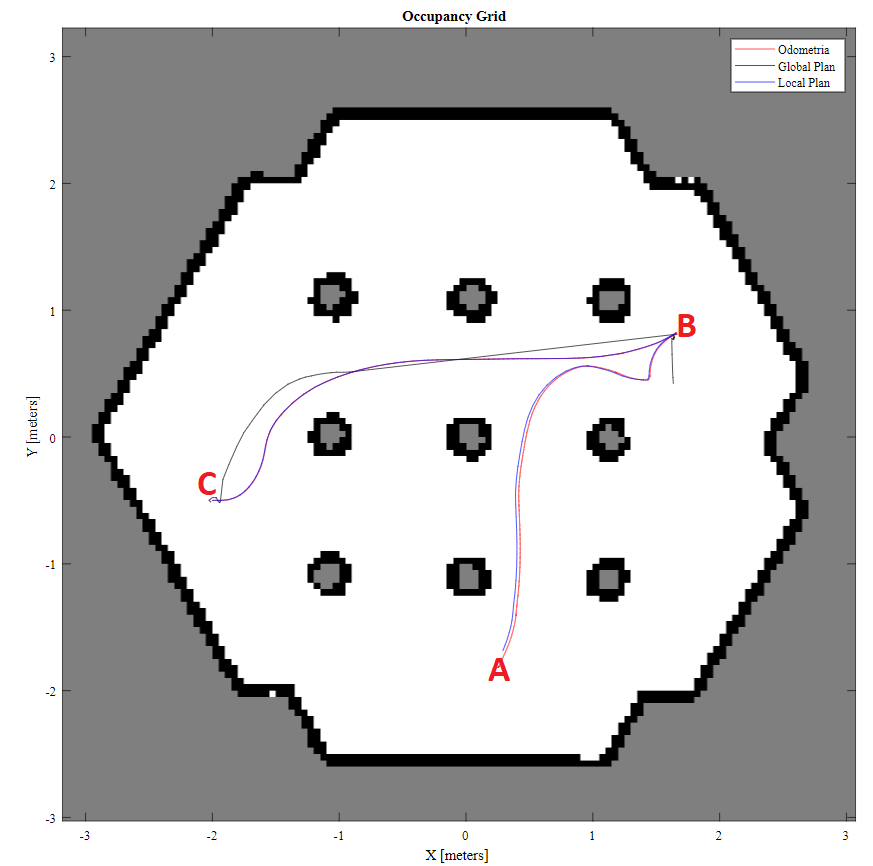 Occupancy Grid
Odometria
Global Plan
Local Plan
3
2
1
0
-1
-2
-3
Y [meters]
B
C
A
-3
-2
-1
0
1
2
3
X [meters]